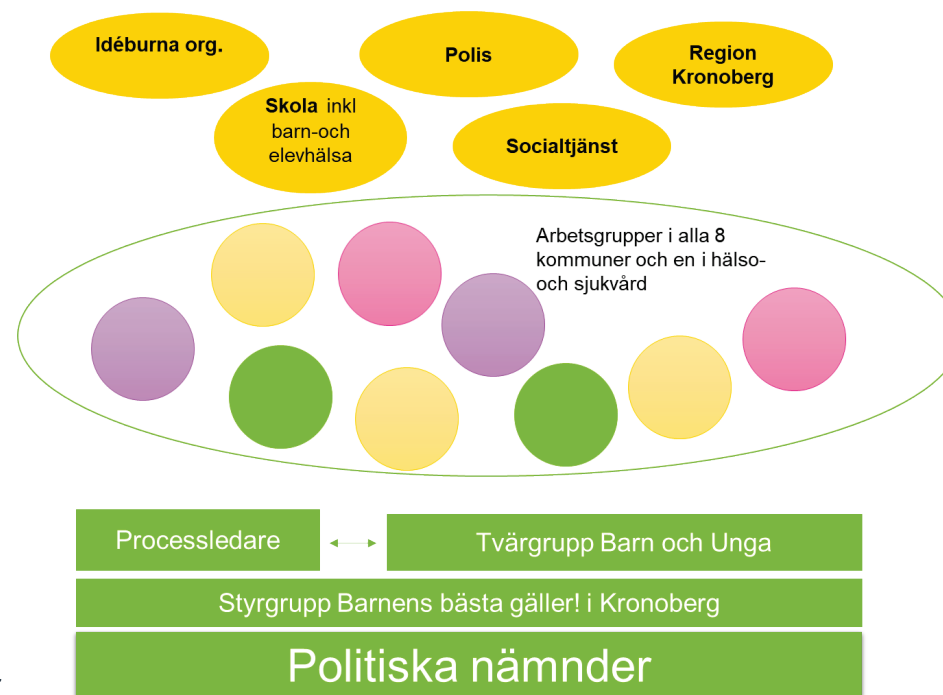 Idéburna org.
Polis
Region
Kronoberg
Skola inkl
barn-och
elevhälsa
Socialtjänst
Arbetsgrupper i alla 8
kommuner och en i hälso-
och sjukvård
Processledare
Tvärgrupp Barn och Unga
Styrgrupp Barnens bästa gäller! i Kronoberg
Politiska nämnder